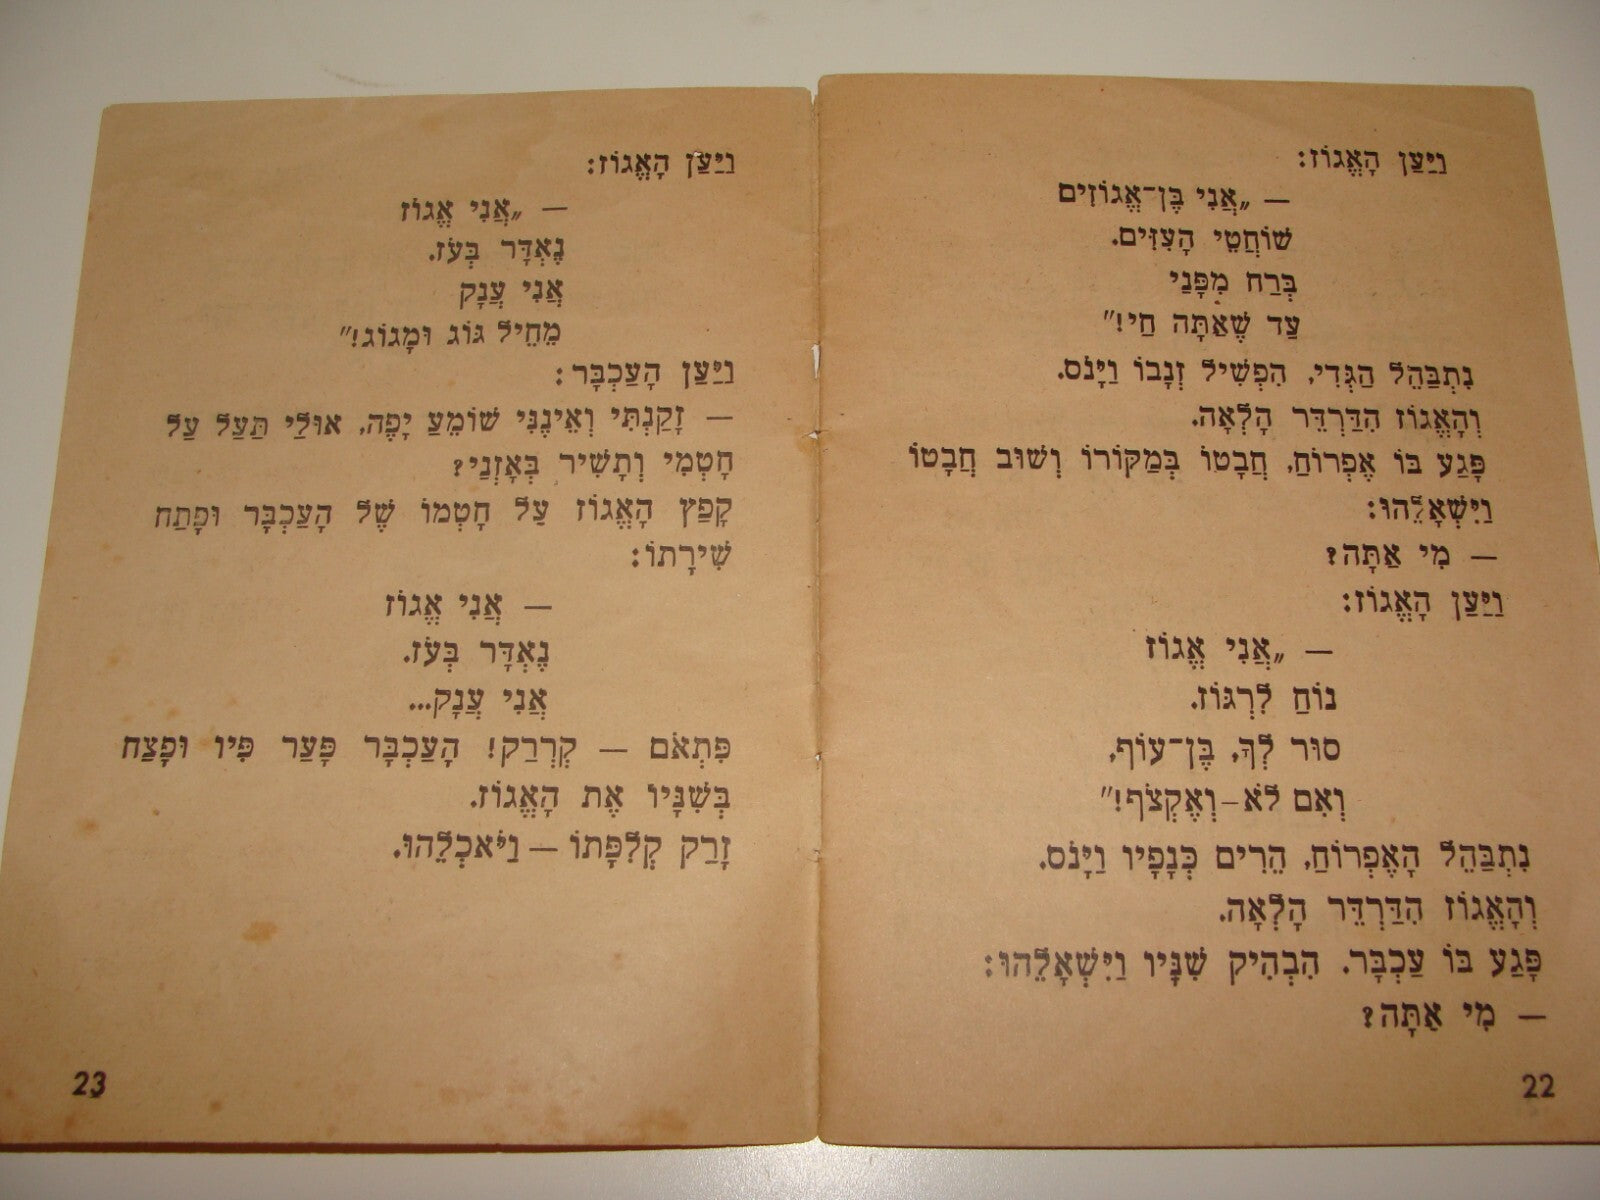 וַיַּעַן הָאֱגוֹז:
— „אֲנִי בֶּן־אֱגוֹזִים
שׁוֹחֲטֵי הָעִזִּים.
בְּרַח מִפָּנַי
עַד שֶׁאַתָּה חַי!”
נִתְבַּהֵל הַגְּדִי, הִפְשִׁיל זְנָבוֹ וַיָּנֹס.
וְהָאֱגוֹז הִדַּרְדֵּר הָלְאָה.
פָּגַע בּוֹ אֶפְרוֹחַ, חֲבָטוֹ בְּמַקּוֹרוֹ וְשׁוּב חֲבָטוֹ
וַיִּשְׁאָלֵהוּ:
— מִי אַתָּה?
וַיַּעַן הָאֱגוֹז:
— „אֲנִי אֱגוֹז
נוֹחַ לִרְגּוֹז.
סוּר לְךָ, בֶּן־עוֹף,
וְאִם לֹא – וְאֶקְצֹף!”
נִתְבַּהֵל הָאֶפְרוֹחַ, הֵרִים כְּנָפָיו וַיָּנֹס.
וְהָאֱגוֹז הִדַּרְדֵּר הָלְאָה.
פָּגַע בּוֹ עַכְבָּר. הִבְהִיק שִׁנָּיו וַיִּשְׁאָלֵהוּ:
— מִי אַתָּה?
22
וַיַּעַן הָאֱגוֹז:
— „אֲנִי אֱגוֹז
נֶאְדָּר בְּעֹז.
אֲנִי עֲנָק
מֵחֵיל גּוֹג וּמָגוֹג!”
וַיַּעַן הָעַכְבָּר:
— זָקַנְתִּי וְאֵינֶנִּי שׁוֹמֵעַ יָפֶה, אוּלַי תַּעַל עַל
חָטְמִי וְתָשִׁיר בְּאָזְנַי?
קָפַץ הָאֱגוֹז עַל חָטְמוֹ שֶׁל הָעַכְבָּר וּפָתַח
שִׁירָתוֹ:
— אֲנִי אֱגוֹז
נֶאְדָּר בְּעֹז.
אֲנִי עֲנָק...
פִּתְאֹם — קְרְרַק! הָעַכְבָּר פָּעַר פִּיו וּפָצַח
בְּשִׁנָּיו אֶת הָאֱגוֹז.
זָרַק קְלִפָּתוֹ — וַיֹּאכְלֵהוּ.
23